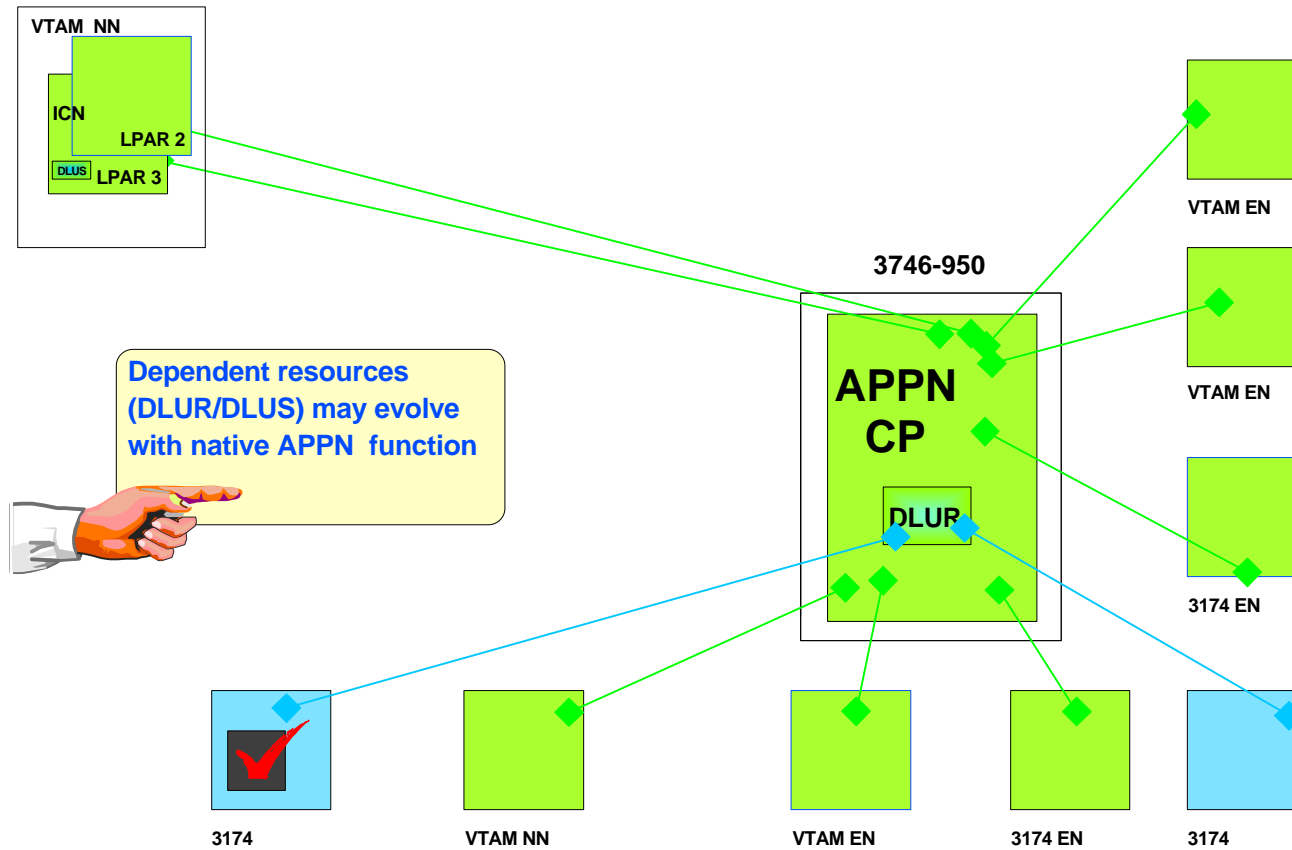 VTAM NN
ICN
LPAR 2
DLUS
LPAR 3
VTAM EN
3746-950
VTAM EN
Dependent resources
(DLUR/DLUS) may evolve
with native APPN function
APPN
CP
DLUR
3174 EN
3174
VTAM NN
VTAM EN
3174 EN
3174